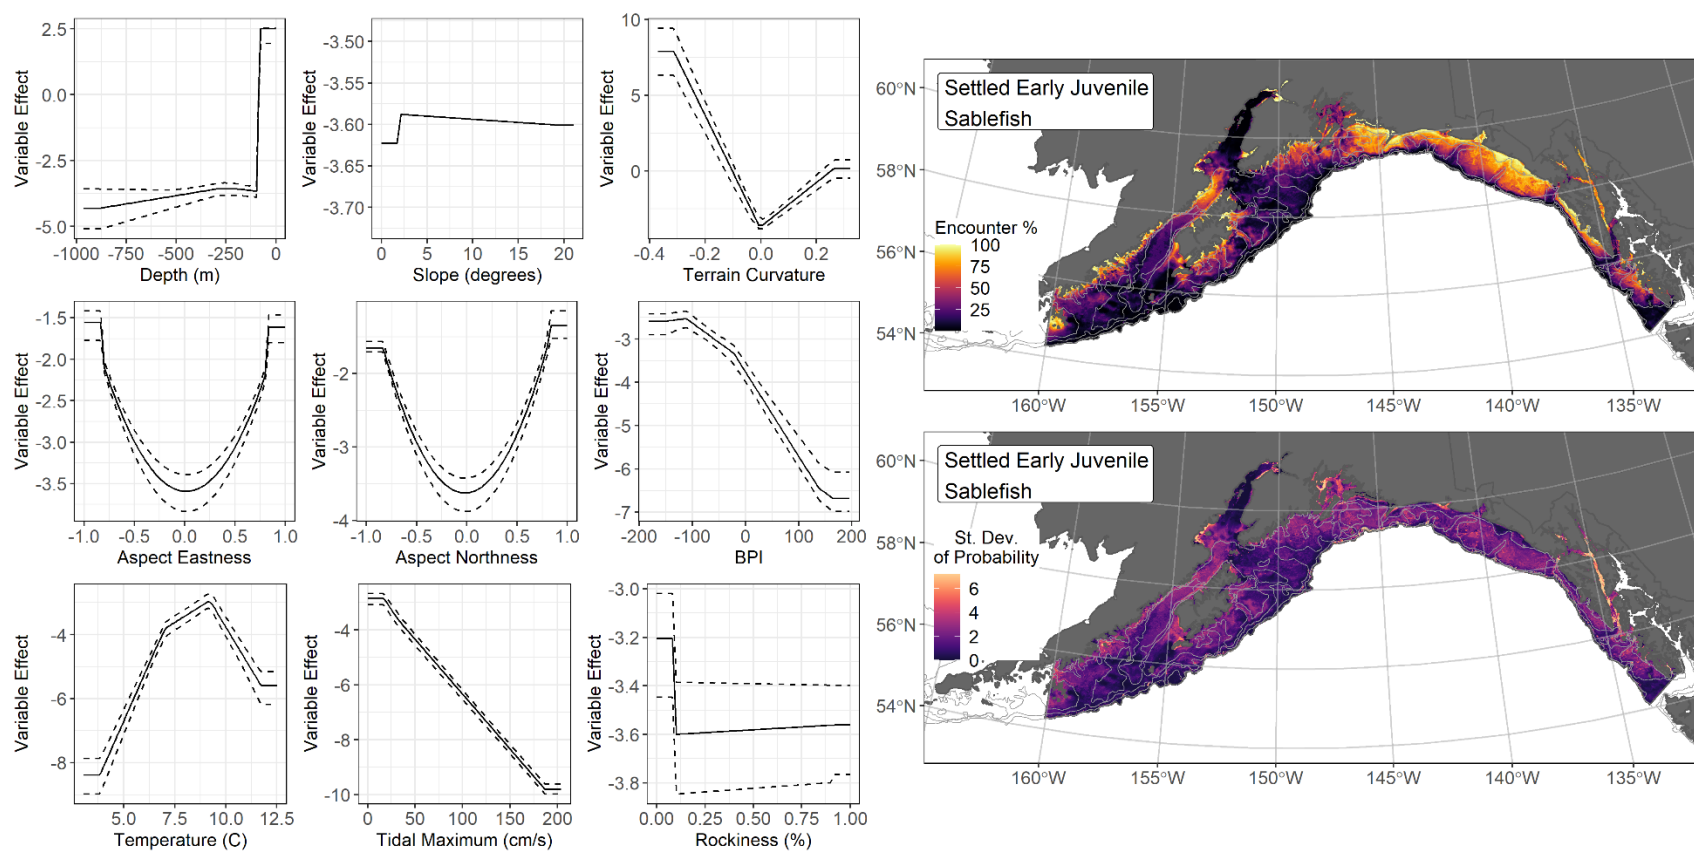 2.5
0.0
-2.5
-5.0
-1000 -750 -500 -250 0
Variable Effect
Depth (m)
-3.50
-3.55
-3.60
-3.65
-3.70
0 5 10 15 20
Variable Effect
Slope (degrees)
10
5
0
-0.4 -0.2 0.0 0.2
Variable Effect
Terrain Curvature
-1.5
-2.0
-2.5
-3.0
-3.5
-1.0 -0.5 0.0 0.5 1.0
Variable Effect
Aspect Eastness
-2
-3
-4
-1.0 -0.5 0.0 0.5 1.0
Variable Effect
Aspect Northness
-3
-4
-5
-6
-7
-200 -100 0 100 200
Variable Effect
BPI
-4
-6
-8
5.0 7.5 10.0 12.5
Variable Effect
Temperature (C)
-4
-6
-8
-10
0 50 100 150 200
Variable Effect
Tidal Maximum (cm/s)
-3.0
-3.2
-3.4
-3.6
-3.8
0.00 0.25 0.50 0.75 1.00
Variable Effect
Rockiness (%)
Settled Early Juvenile
Sablefish
60°N
58°N
56°N
54°N
Encounter %
100
75
50
25
160°W 155°W 150°W 145°W 140°W 135°W
Settled Early Juvenile
Sablefish
60°N
58°N
56°N
54°N
St. Dev.
of Probability
6
4
2
0
160°W 155°W 150°W 145°W 140°W 135°W